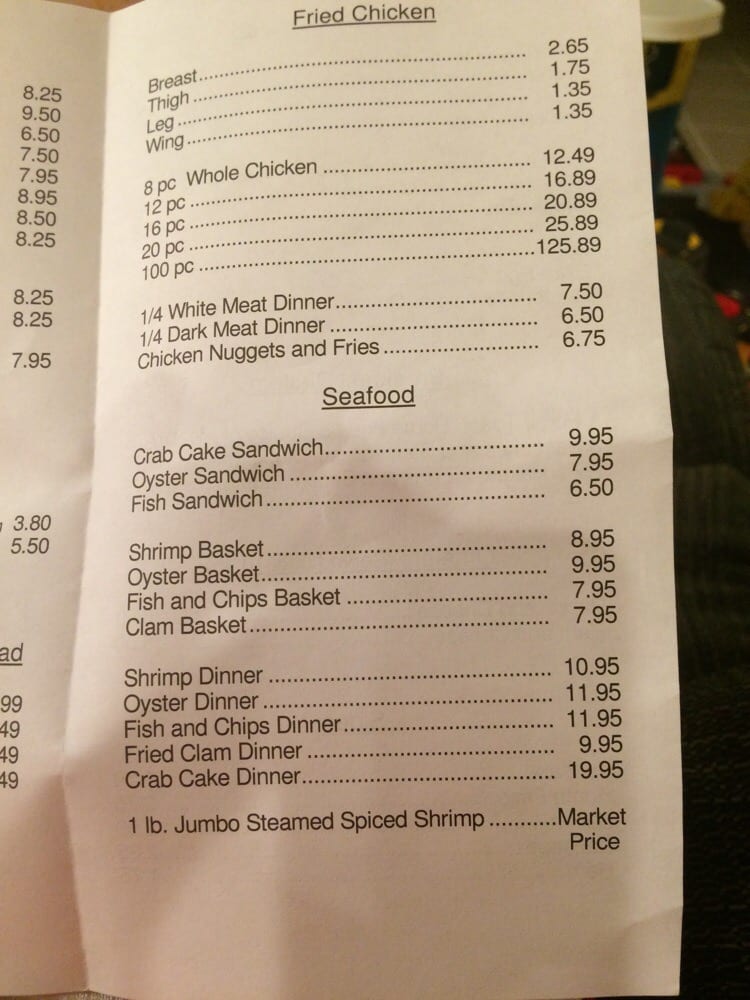 8.25
9.50
6.50
7.50
7.95
8.95
8.50
8.25
8.25
8.25
7.95
3.80
5.50
ad
99
49
49
49
Fried Chicken
Breast 2.65
Thigh 1.75
Leg 1.35
Wing 1.35
8 pc Whole Chicken 12.49
12 pc 16.89
16 pc 20.89
20 pc 25.89
100 pc 125.89
1/4 White Meat Dinner 7.50
1/4 Dark Meat Dinner 6.50
Chicken Nuggets and Fries 6.75
Seafood
Crab Cake Sandwich 9.95
Oyster Sandwich 7.95
Fish Sandwich 6.50
Shrimp Basket 8.95
Oyster Basket 9.95
Fish and Chips Basket 7.95
Clam Basket 7.95
Shrimp Dinner 10.95
Oyster Dinner 11.95
Fish and Chips Dinner 11.95
Fried Clam Dinner 9.95
Crab Cake Dinner 19.95
1 lb. Jumbo Steamed Spiced Shrimp Market
Price